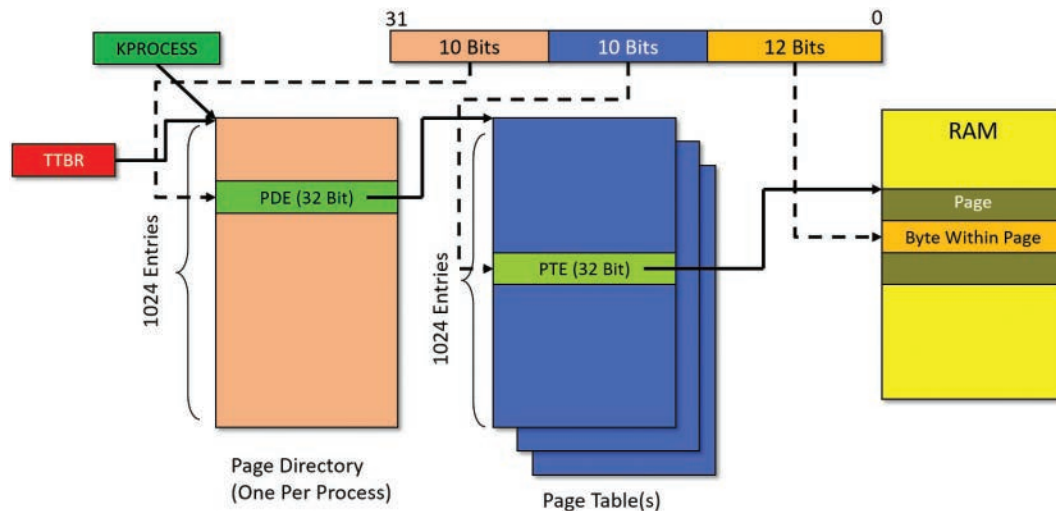 31
0
10 Bits
10 Bits
12 Bits
KPROCESS
TTBR
PDE (32 Bit)
1024 Entries
Page Directory
(One Per Process)
PTE (32 Bit)
1024 Entries
Page Table(s)
RAM
Page
Byte Within Page